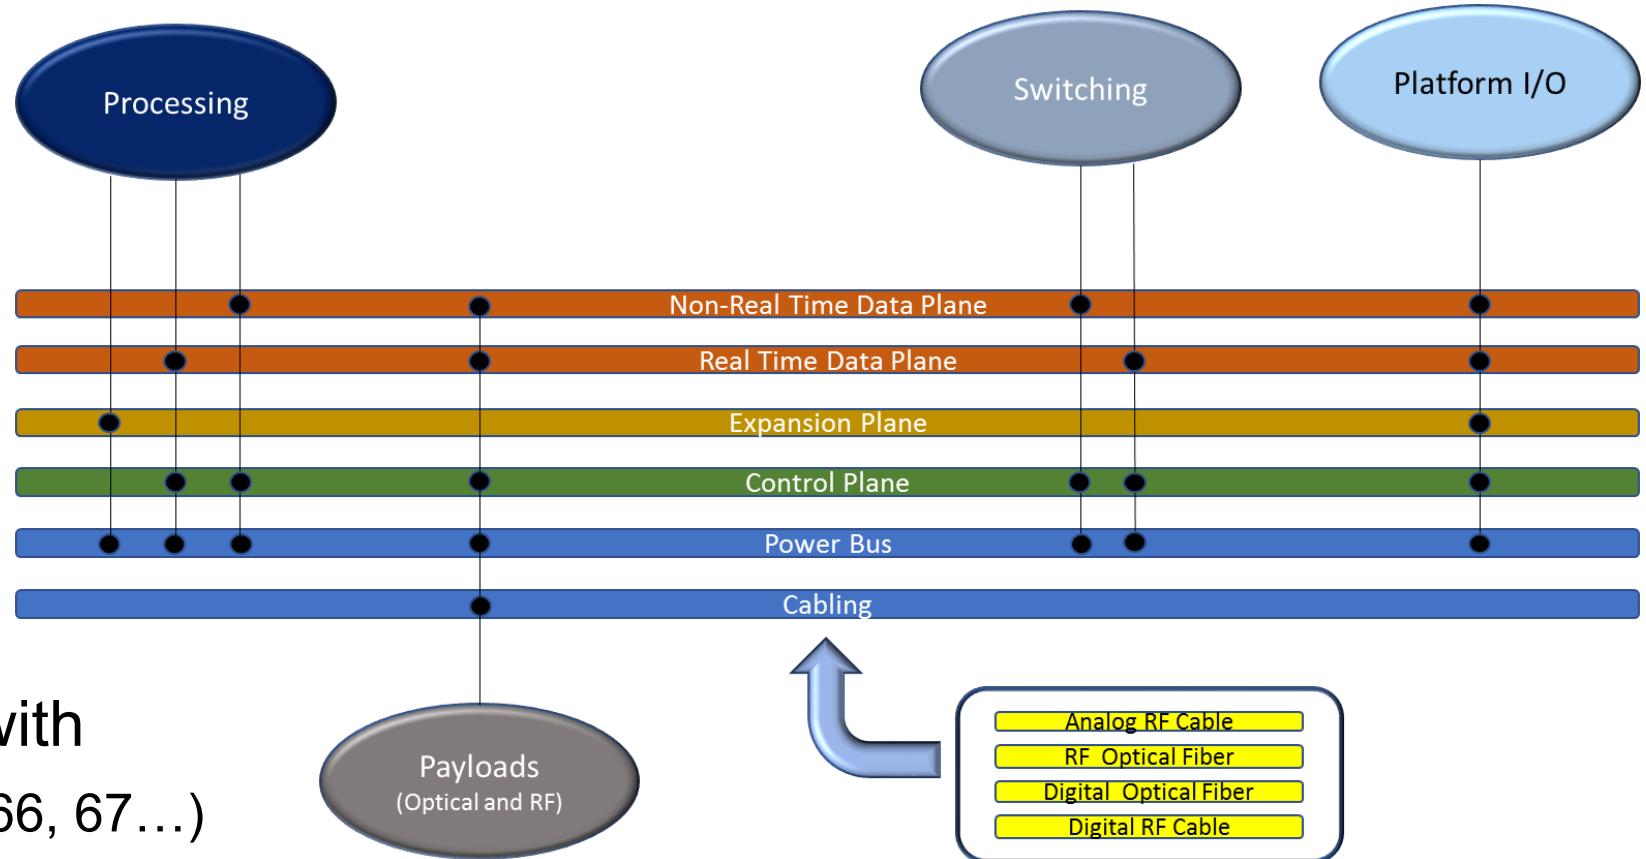 Processing
Switching
Platform I/O
Non-Real Time Data Plane
Real Time Data Plane
Expansion Plane
Control Plane
Power Bus
Cabling
with
66, 67…)
Payloads
(Optical and RF)
Analog RF Cable
RF Optical Fiber
Digital Optical Fiber
Digital RF Cable